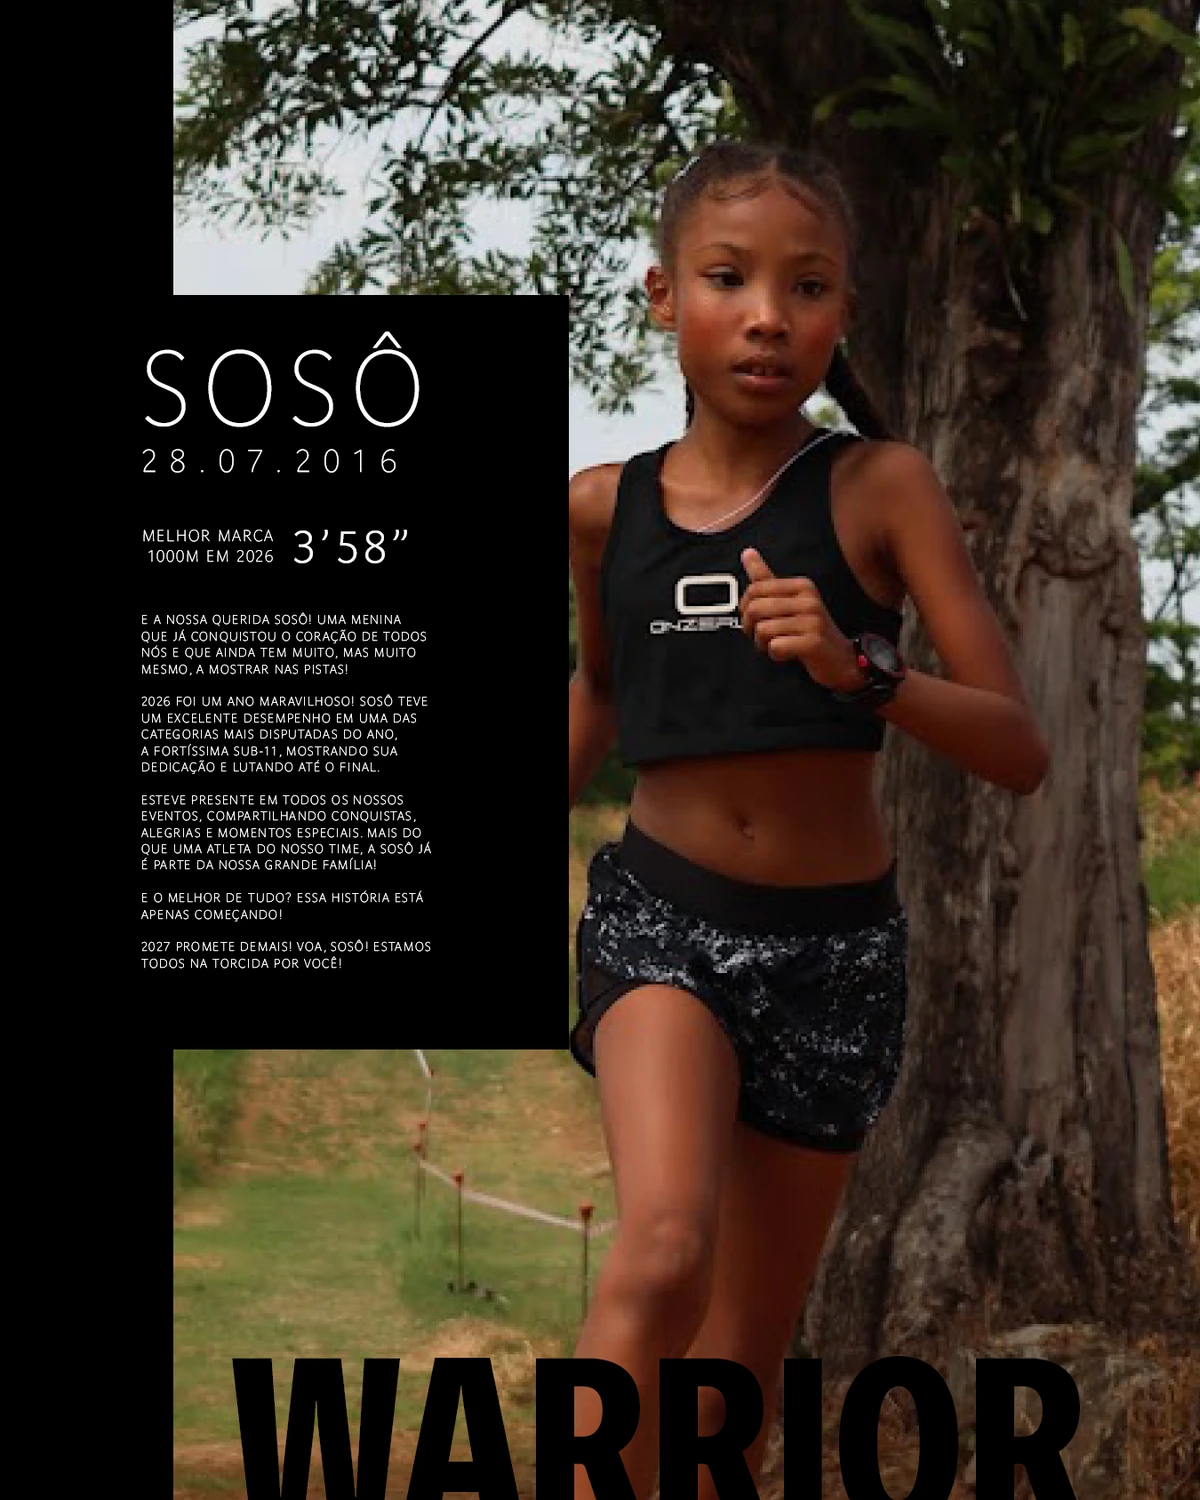 SOSÔ
28.07.2016
MELHOR MARCA
1000M EM 2026
3’58”
E A NOSSA QUERIDA SOSÔ! UMA MENINA
QUE JÁ CONQUISTOU O CORAÇÃO DE TODOS
NÓS E QUE AINDA TEM MUITO, MAS MUITO
MESMO, A MOSTRAR NAS PISTAS!
2026 FOI UM ANO MARAVILHOSO! SOSÔ TEVE
UM EXCELENTE DESEMPENHO EM UMA DAS
CATEGORIAS MAIS DISPUTADAS DO ANO,
A FORTÍSSIMA SUB-11, MOSTRANDO SUA
DEDICAÇÃO E LUTANDO ATÉ O FINAL.
ESTEVE PRESENTE EM TODOS OS NOSSOS
EVENTOS, COMPARTILHANDO CONQUISTAS,
ALEGRIAS E MOMENTOS ESPECIAIS. MAIS DO
QUE UMA ATLETA DO NOSSO TIME, A SOSÔ JÁ
É PARTE DA NOSSA GRANDE FAMÍLIA!
E O MELHOR DE TUDO? ESSA HISTÓRIA ESTÁ
APENAS COMEÇANDO!
2027 PROMETE DEMAIS! VOA, SOSÔ! ESTAMOS
TODOS NA TORCIDA POR VOCÊ!
WARRIOR